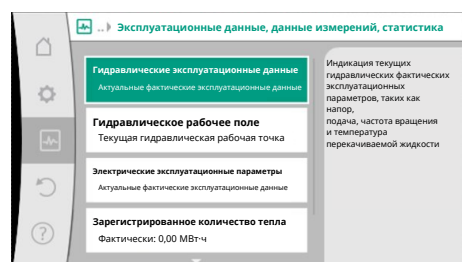 ..› Эксплуатационные данные, данные измерений, статистика
Гидравлические эксплуатационные данные
Актуальные фактические эксплуатационные данные
Гидравлическое рабочее поле
Текущая гидравлическая рабочая точка
Электрические эксплуатационные параметры
Актуальные фактические эксплуатационные данные
Зарегистрированное количество тепла
Фактически: 0,00 МВт·ч
Индикация текущих
гидравлических фактических
эксплуатационных
параметров, таких как
напор,
подача, частота вращения
и температура
перекачиваемой жидкости